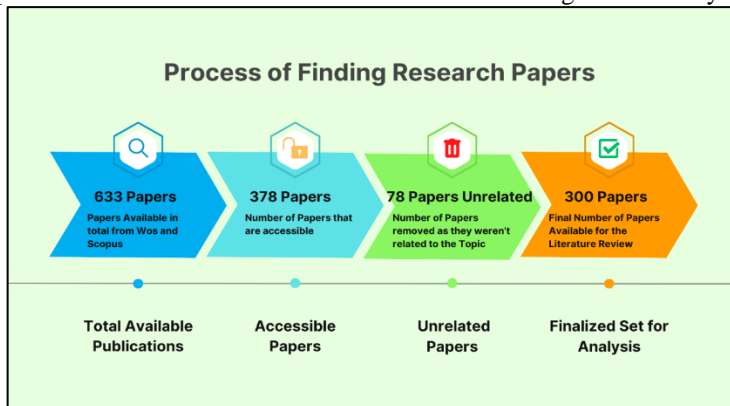 Process of Finding Research Papers
633 Papers
Papers Available in
total from Wos and
Scopus
378 Papers
Number of Papers that
are accessible
78 Papers Unrelated
Number of Papers
removed as they weren't
related to the Topic
300 Papers
Final Number of Papers
Available for the
Literature Review
Total Available
Publications
Accessible
Papers
Unrelated
Papers
Finalized Set for
Analysis